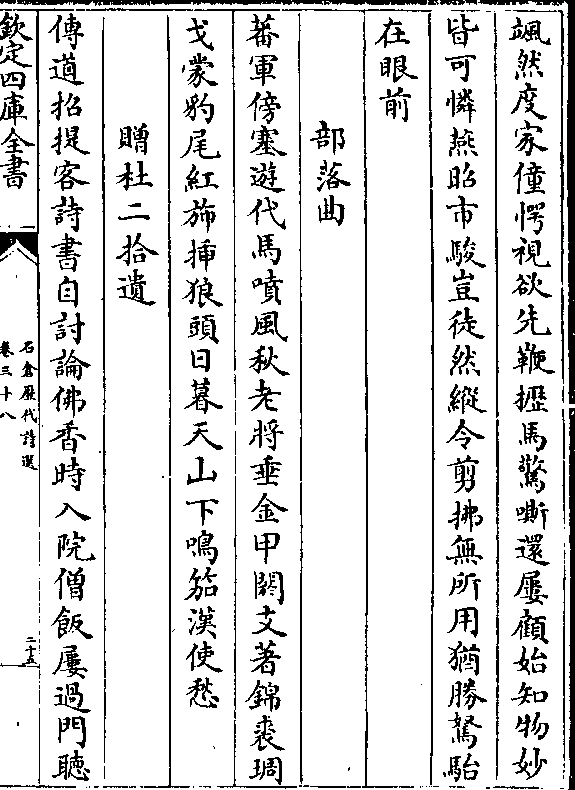 颯然度家僮愕視欲先鞭櫪馬驚嘶還屢顧始知物妙
皆可憐燕昭市駿豈徒然縱令剪拂無所用猶勝駑駘
在眼前
部落曲
蕃軍傍塞遊代馬噴風秋老將垂金甲閼支著錦裘琱
戈蒙豹尾紅斾揷狼頭日暮天山下鳴笳漢使愁
贈杜二拾遺
傳道招提客詩書自討論佛香時入院僧飯屢過門聽
欽定四庫全書
石倉歷代詩選
卷三十八
二十五